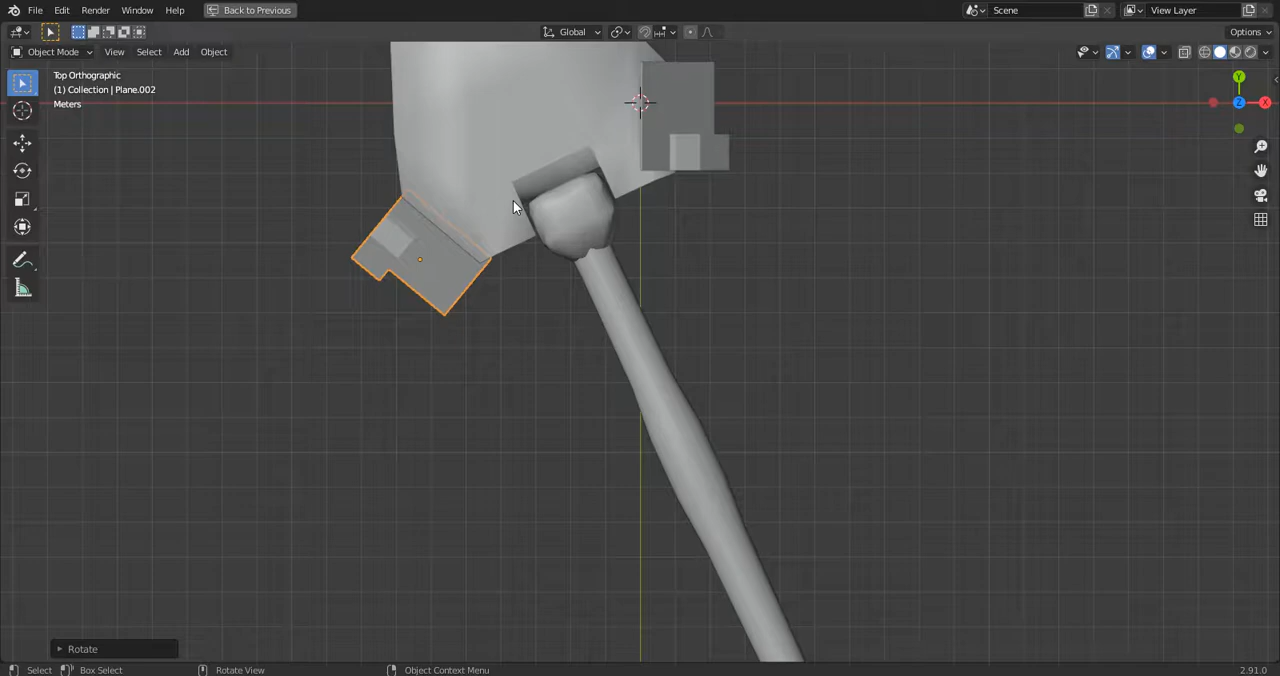 File Edit Render Window Help Back to Previous Scene View Layer
Global Options
Object Mode View Select Add Object
Top Orthographic
(1) Collection | Plane.002
Meters
Y
Z X
Rotate
Select Box Select Rotate View Object Context Menu 2.91.0